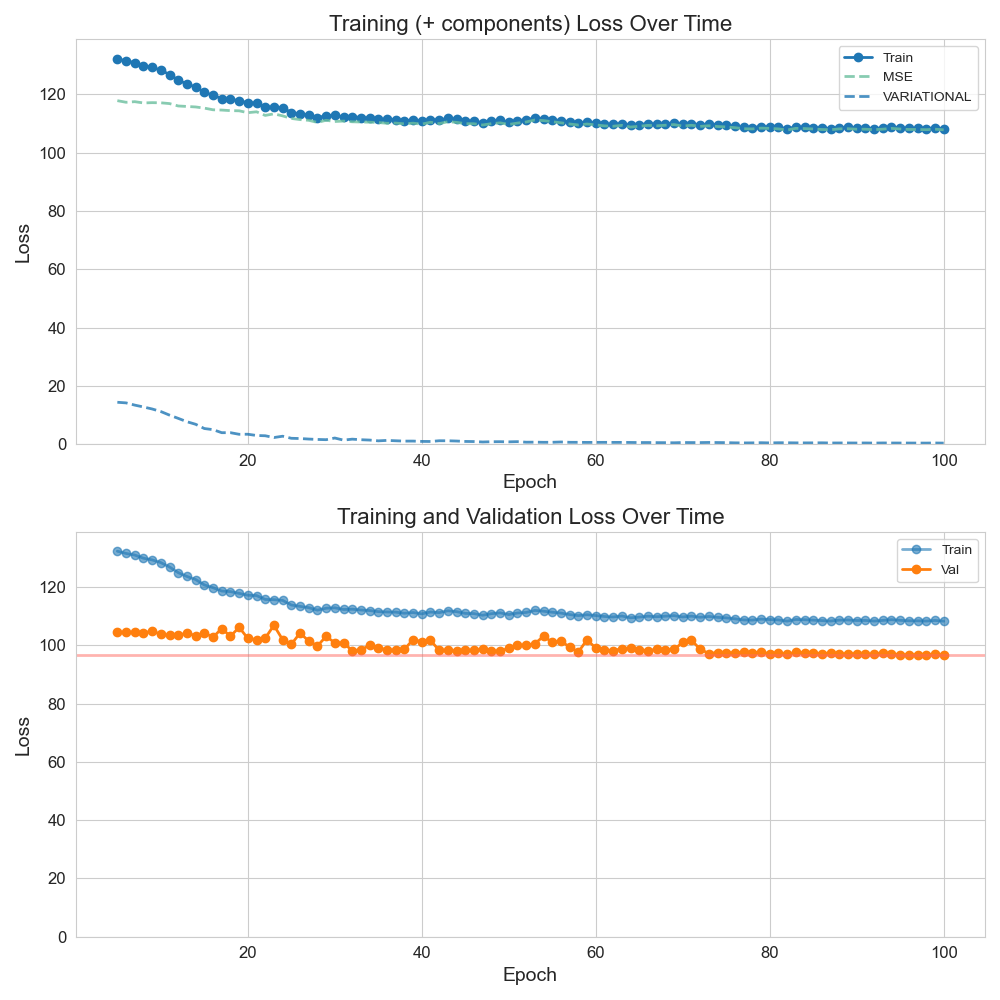 Training (+ components) Loss Over Time
Train
MSE
VARIATIONAL
120
100
80
60
40
20
0
Loss
20 40 60 80 100
Epoch
Training and Validation Loss Over Time
Train
Val
120
100
80
60
40
20
0
Loss
20 40 60 80 100
Epoch